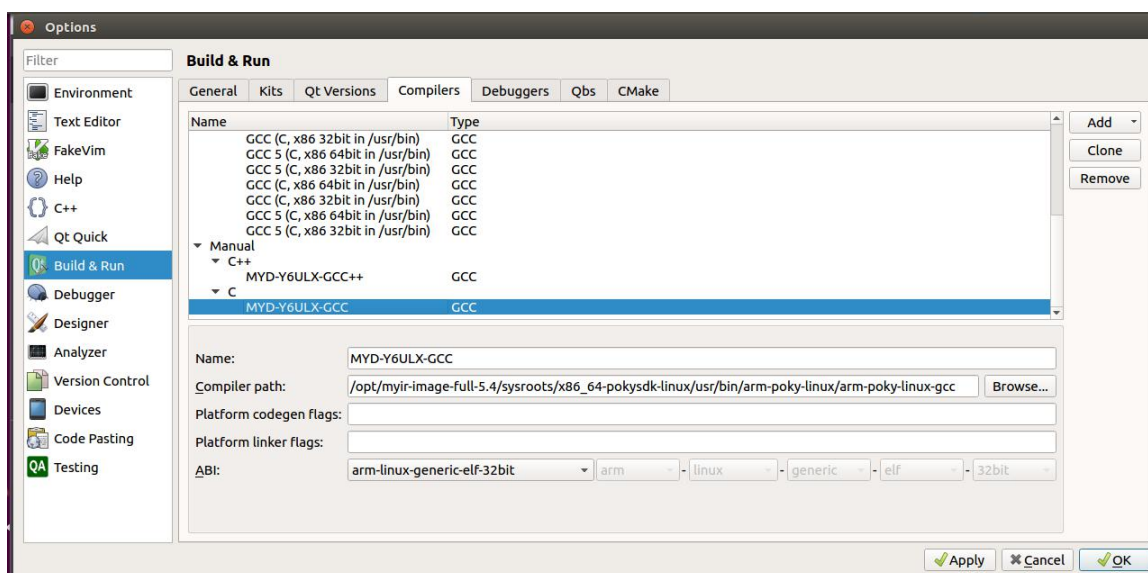 Options
Filter
Environment
Text Editor
FakeVim
Help
C++
Qt Quick
Build & Run
Debugger
Designer
Analyzer
Version Control
Devices
Code Pasting
QA Testing
Build & Run
General Kits Qt Versions Compilers Debuggers Qbs CMake
Name Type
GCC (C, x86 32bit in /usr/bin) GCC
GCC 5 (C, x86 64bit in /usr/bin) GCC
GCC 5 (C, x86 32bit in /usr/bin) GCC
GCC (C, x86 64bit in /usr/bin) GCC
GCC (C, x86 32bit in /usr/bin) GCC
GCC 5 (C, x86 64bit in /usr/bin) GCC
GCC 5 (C, x86 32bit in /usr/bin) GCC
Manual
C++
MYD-Y6ULX-GCC++ GCC
C
MYD-Y6ULX-GCC GCC
Add
Clone
Remove
Name: MYD-Y6ULX-GCC
Compiler path: /opt/myir-image-full-5.4/sysroots/x86_64-pokysdk-linux/usr/bin/arm-poky-linux/arm-poky-linux-gcc Browse...
Platform codegen flags:
Platform linker flags:
ABI: arm-linux-generic-elf-32bit arm - linux - generic - elf - 32bit
Apply Cancel OK